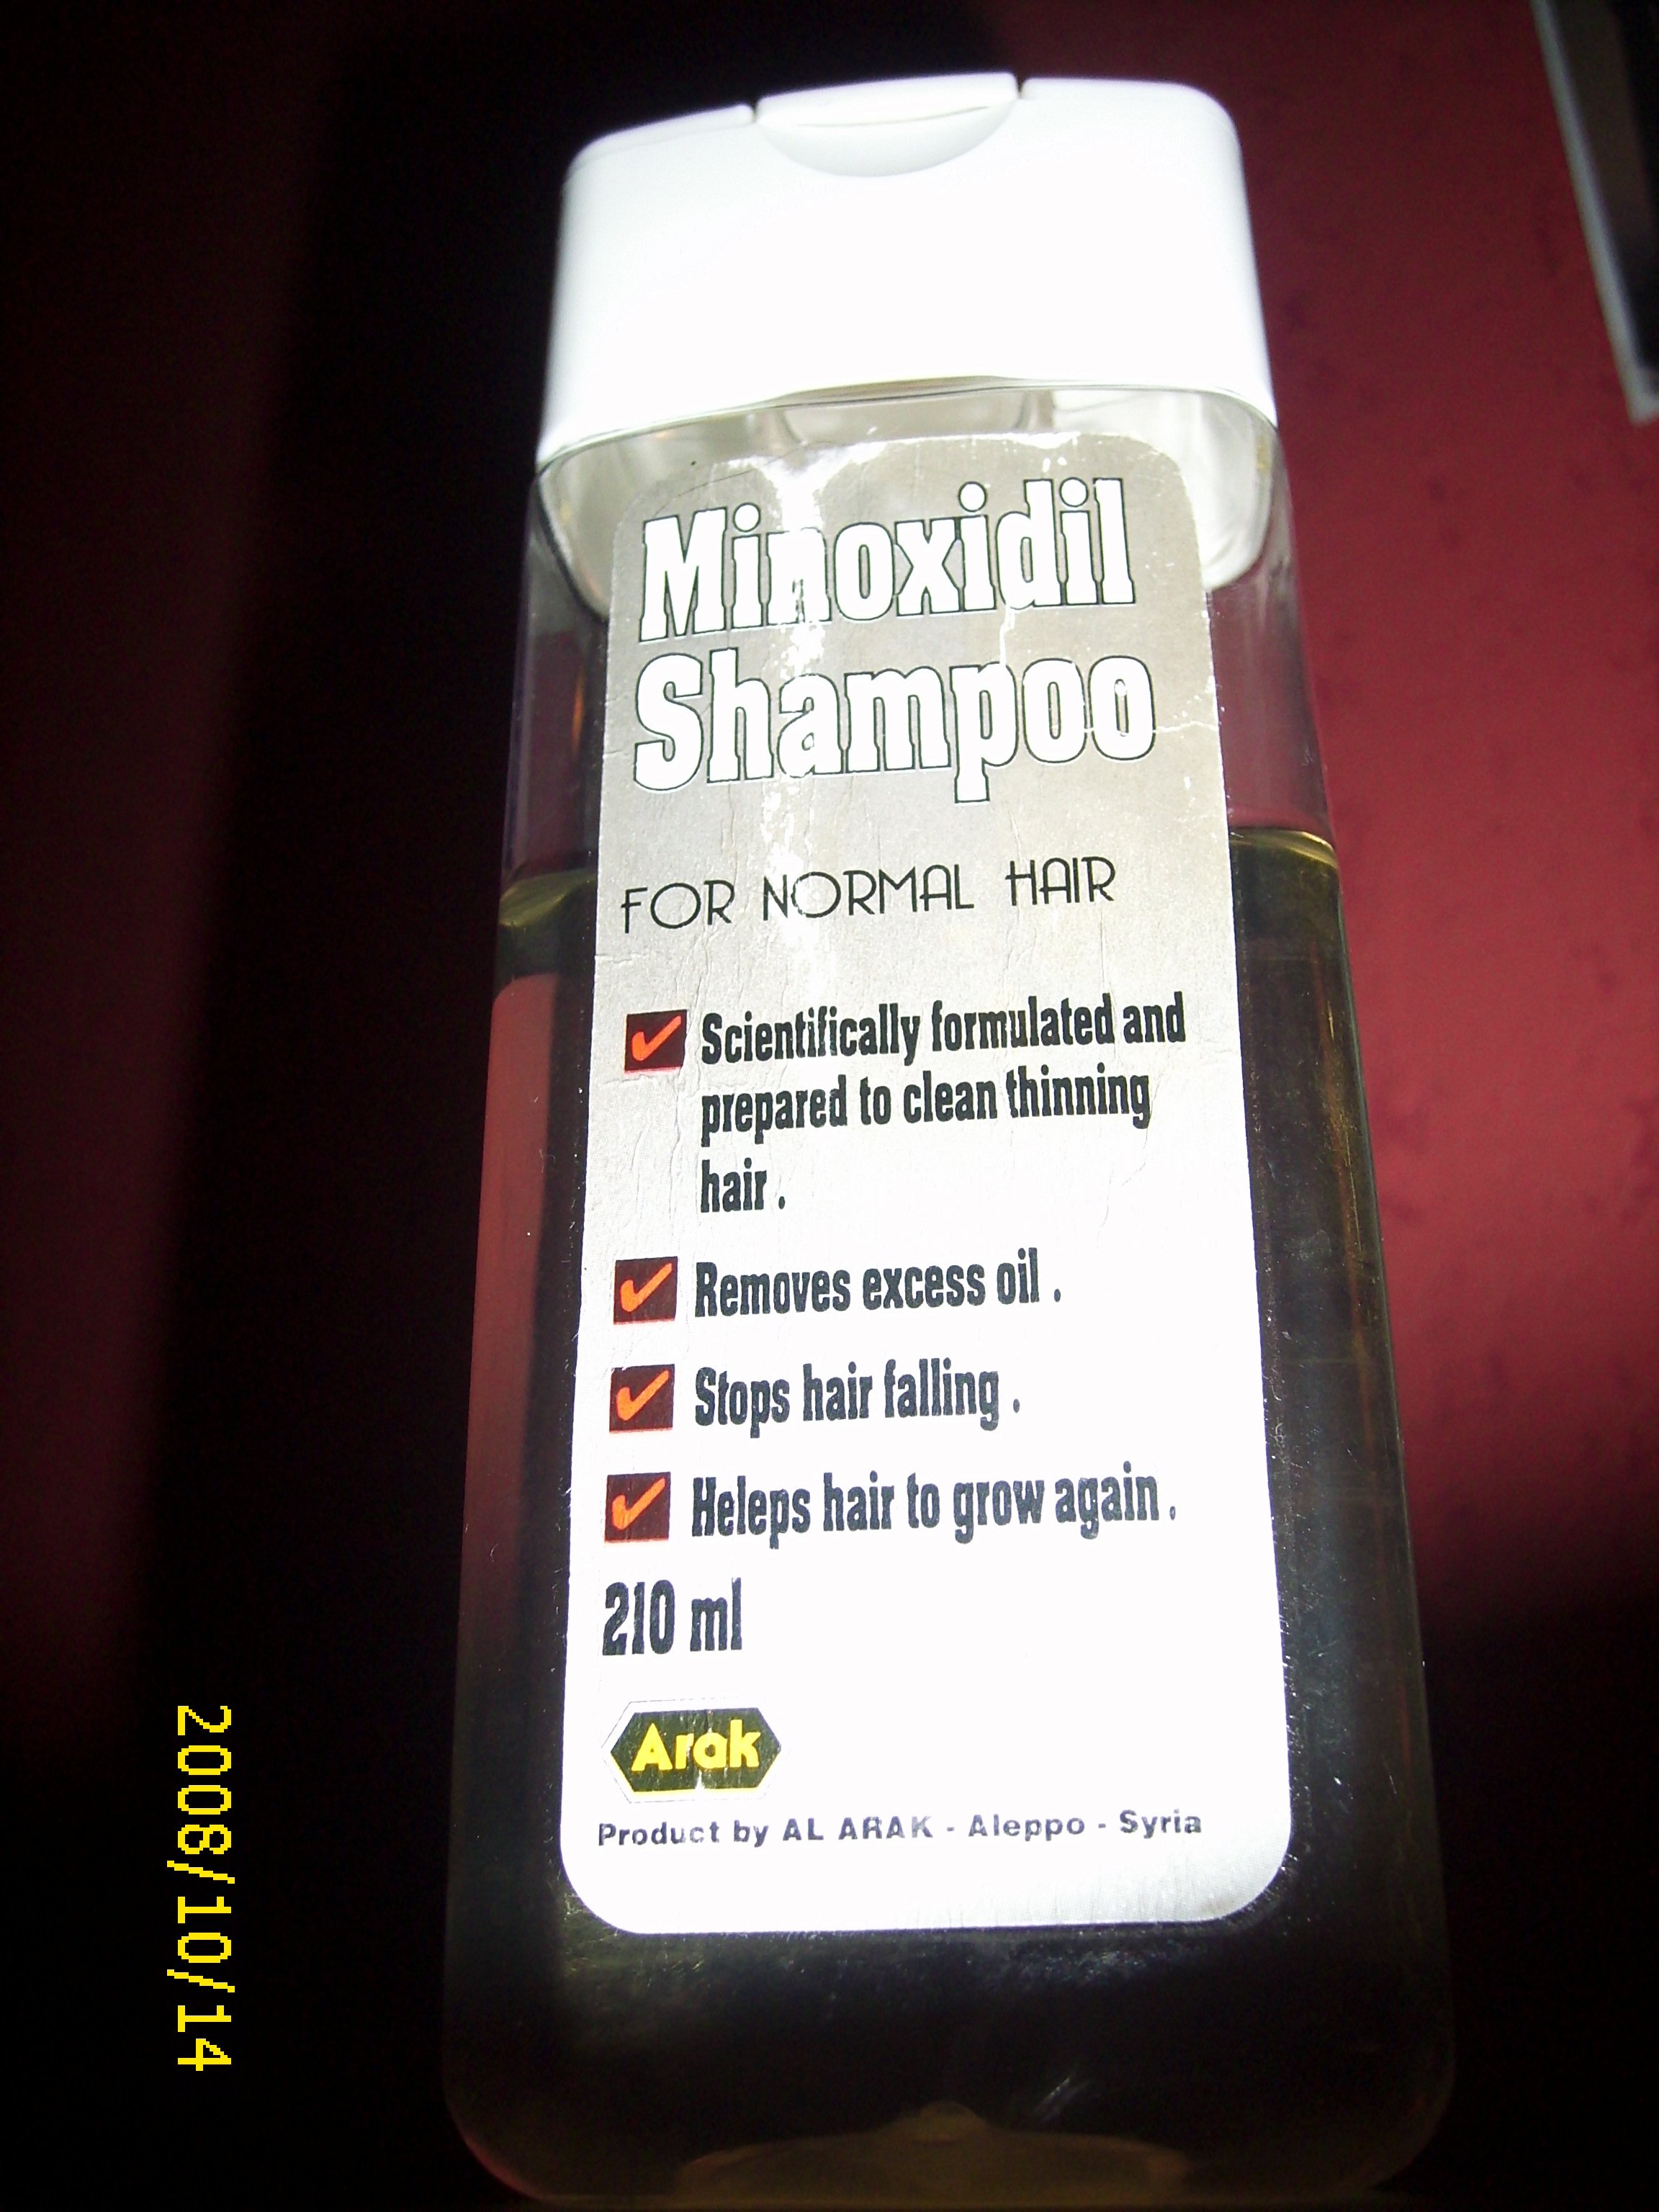 Minoxidil
Shampoo
FOR NORMAL HAIR
Scientifically formulated and
prepared to clean thinning
hair .
Removes excess oil .
Stops hair falling .
Heleps hair to grow again .
210 ml
Arak
Product by AL ARAK - Aleppo - Syria
2008/10/14